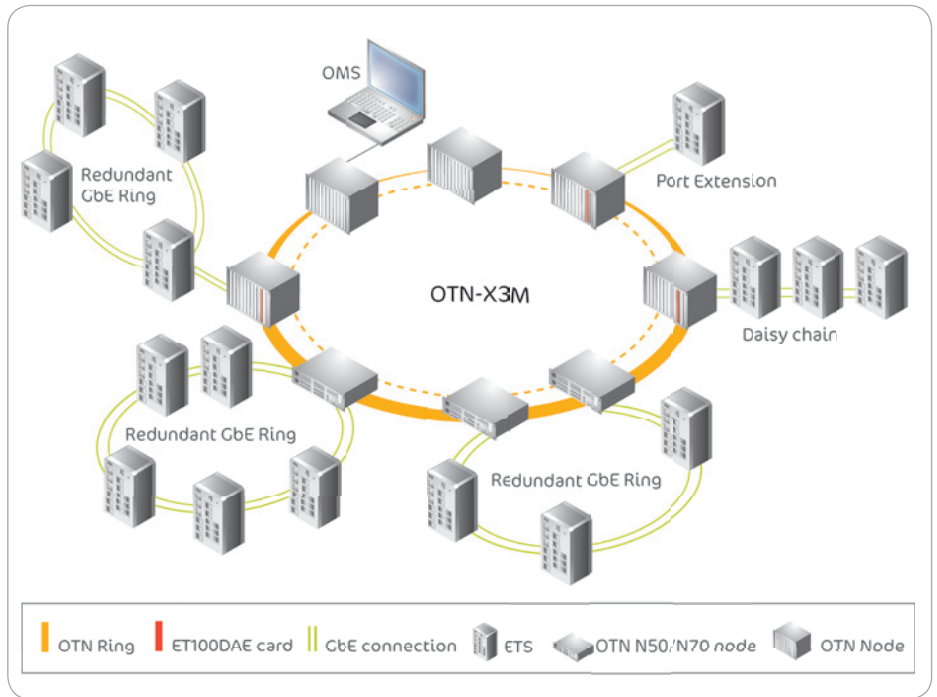 OMS
Redundant
GbE Ring
Port Extension
OTN-X3M
Daisy chain
Redundant GbE Ring
Redundant GbE Ring
OTN Ring
ET100DAE card
GbE connection
ETS
OTN N50/N70 node
OTN Node